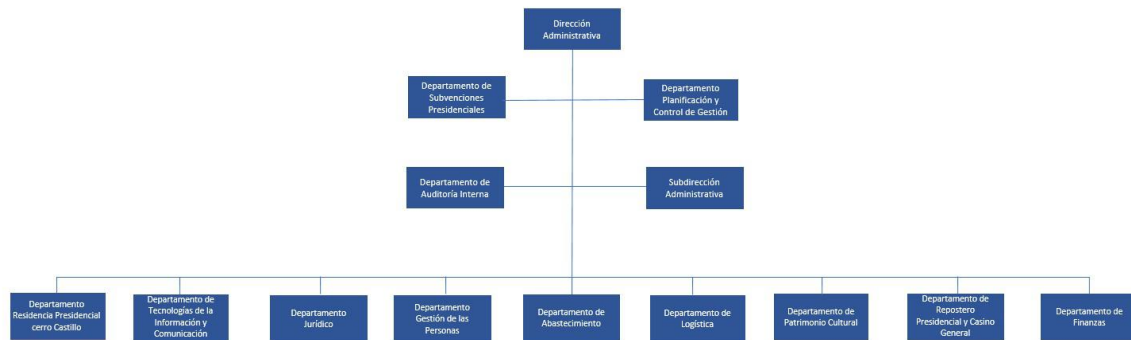 Dirección
Administrativa
Departamento de
Subvenciones
Presidenciales
Departamento
Planificación y
Control de Gestión
Departamento de
Auditoría Interna
Subdirección
Administrativa
Departamento
Residencia Presidencial
cerro Castillo
Departamento de
Tecnologías de la
Información y
Comunicación
Departamento
Jurídico
Departamento
Gestión de las
Personas
Departamento de
Abastecimiento
Departamento de
Logística
Departamento de
Patrimonio Cultural
Departamento de
Repostero
Presidencial y Casino
General
Departamento de
Finanzas